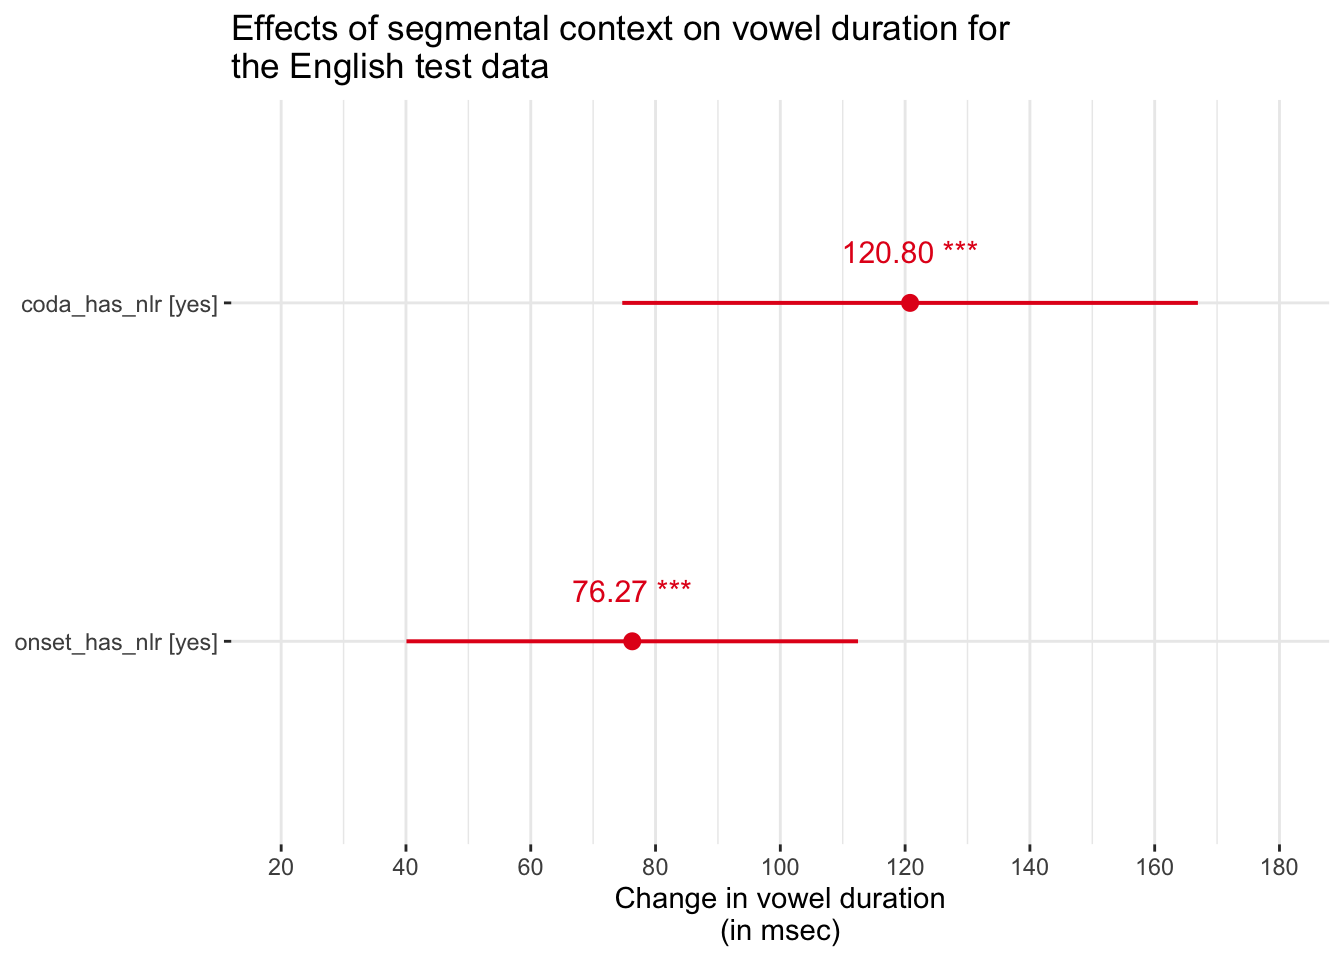 Effects of segmental context on vowel duration for
the English test data
120.80 ***
coda_has_nlr [yes]
76.27 ***
onset_has_nlr [yes]
20 40 60 80 100 120 140 160 180
Change in vowel duration
(in msec)